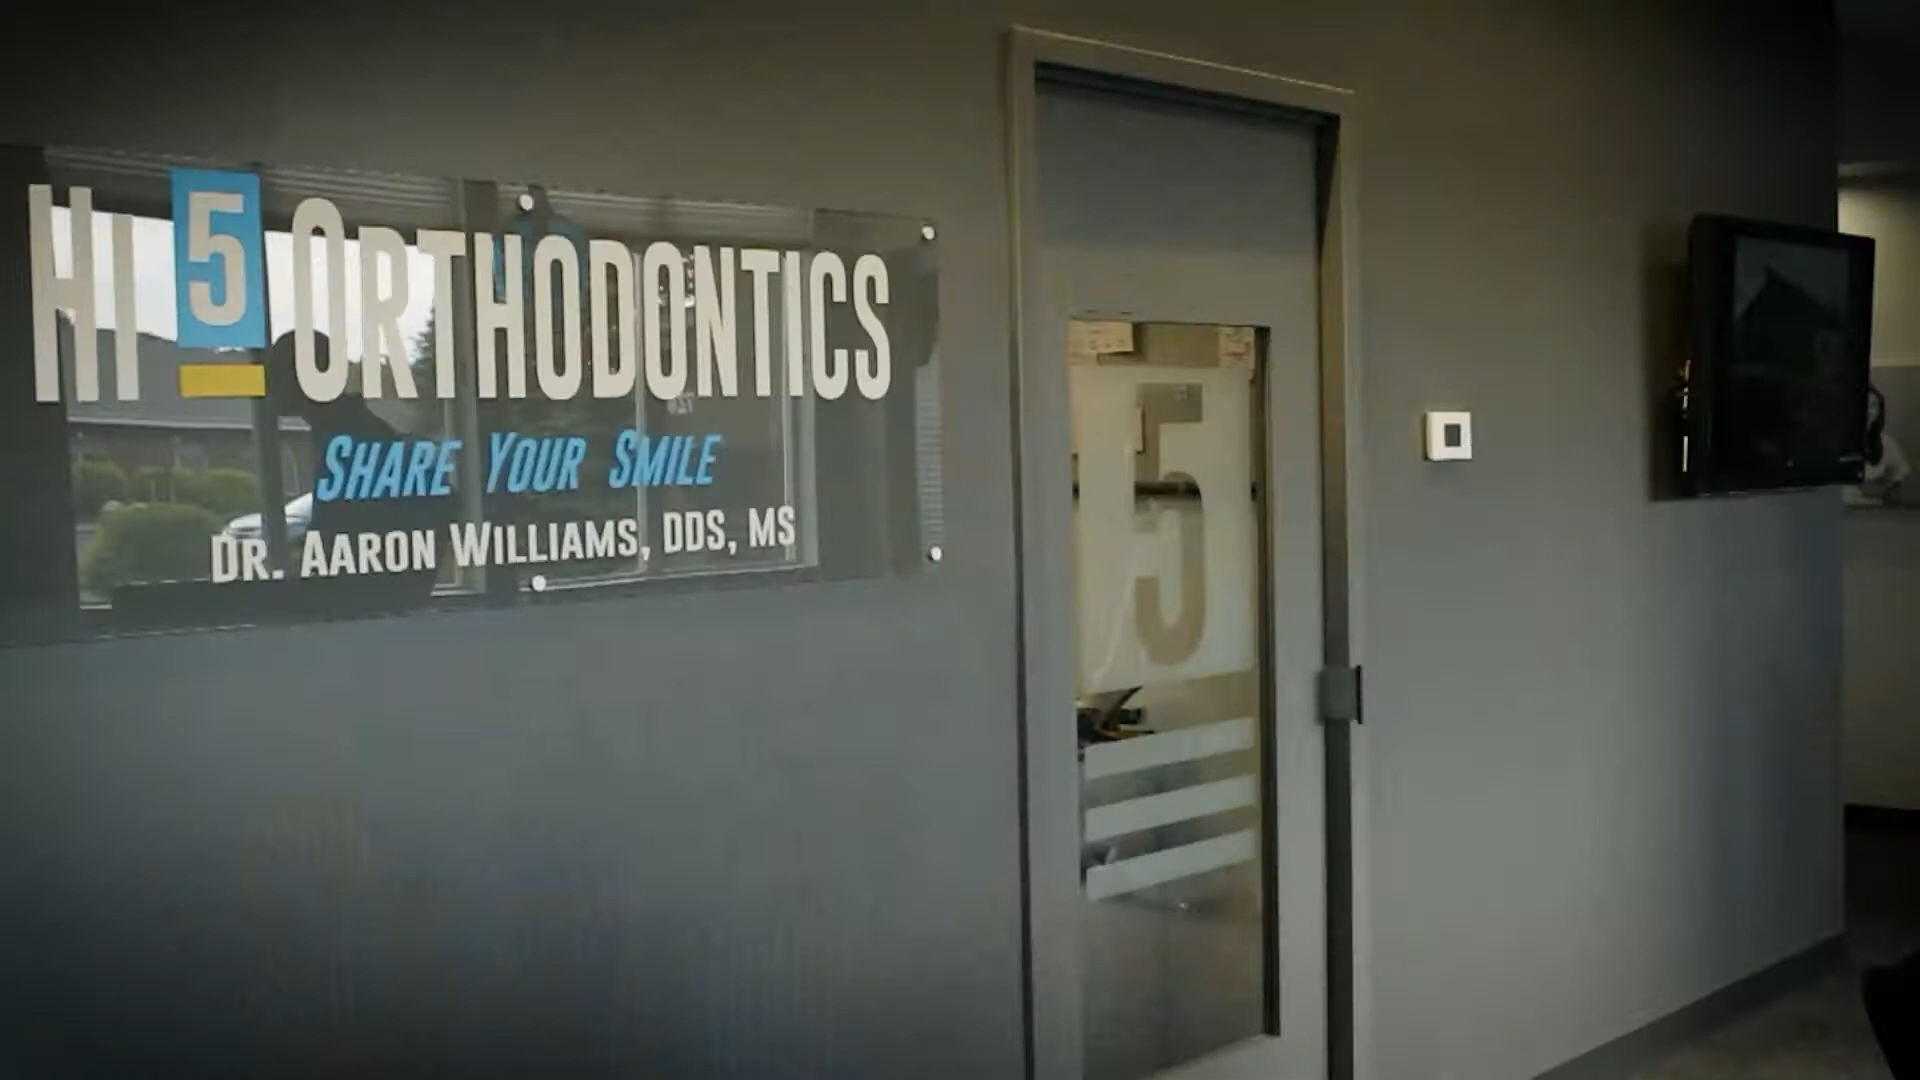 HI 5 ORTHODONTICS
SHARE YOUR SMILE
DR. AARON WILLIAMS, DDS, MS
5